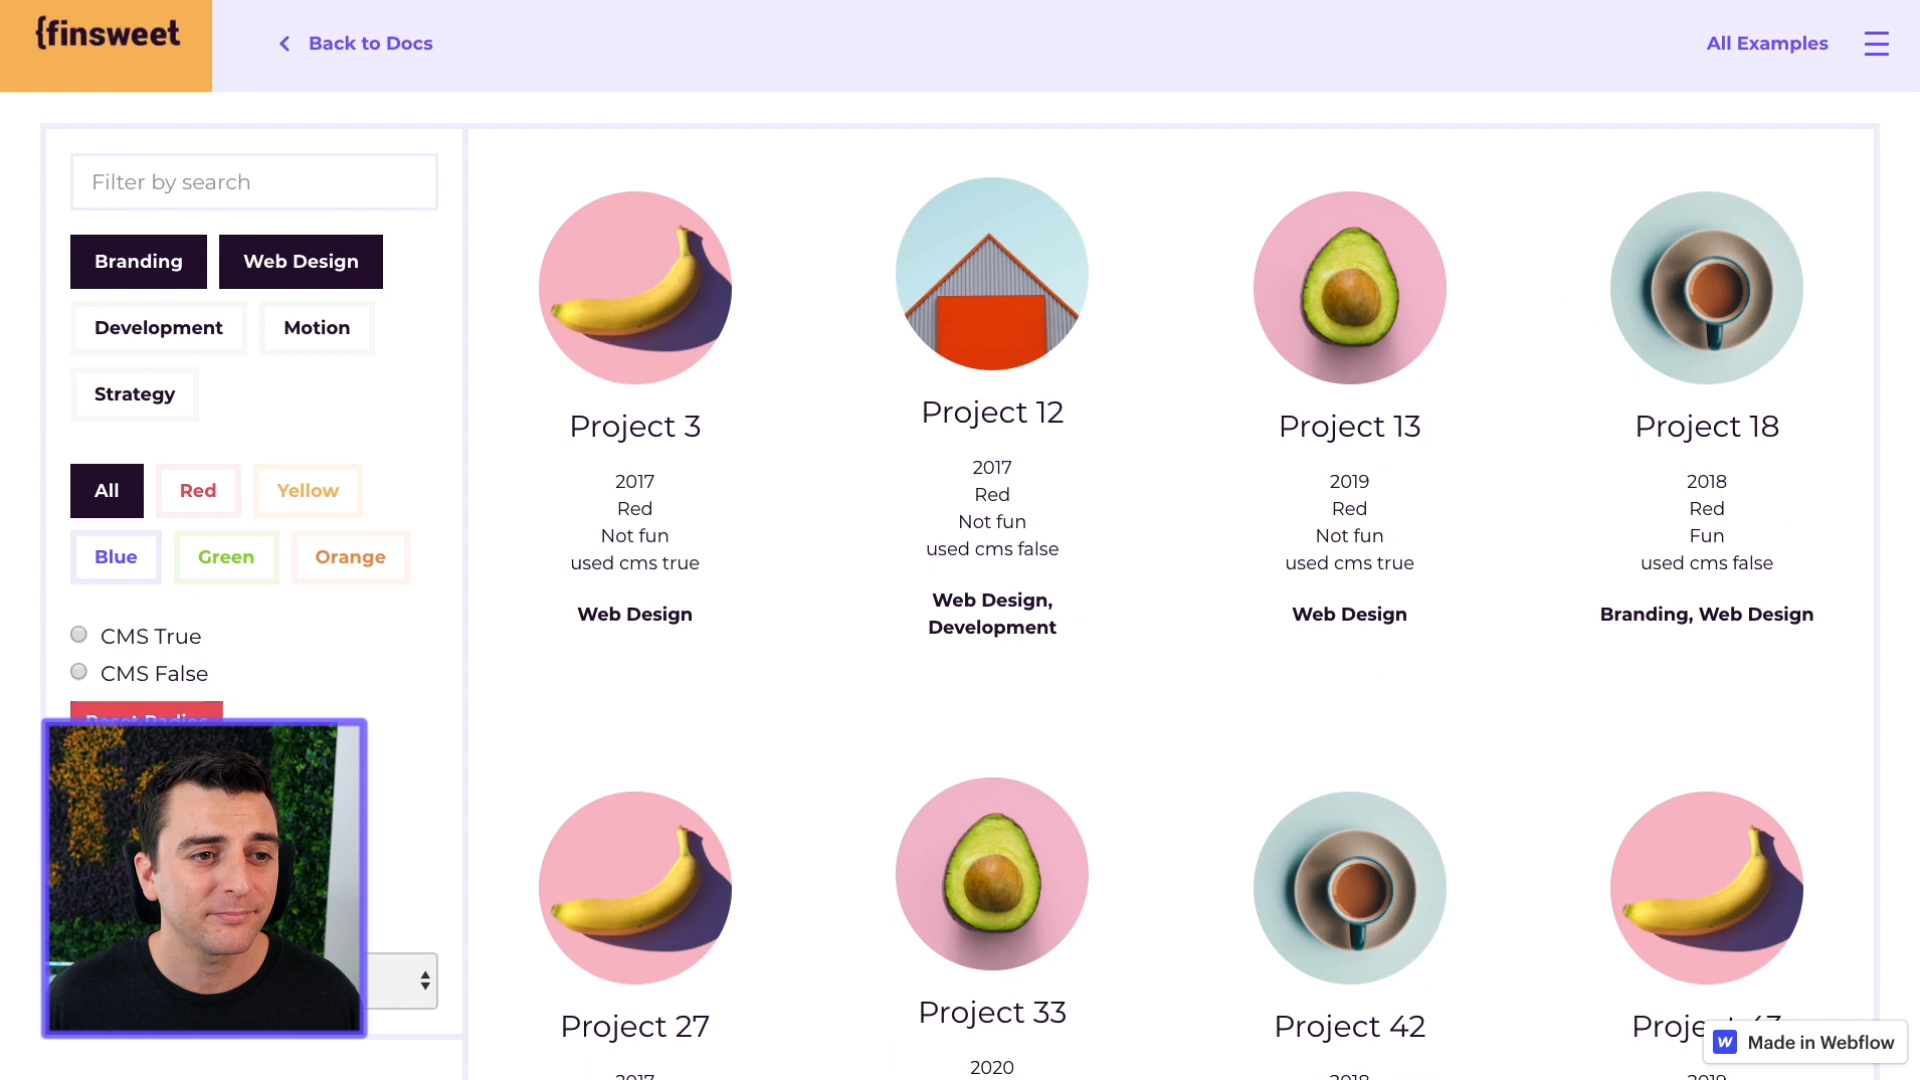 {finsweet
Back to Docs
All Examples
Filter by search
Branding
Web Design
Development
Motion
Strategy
All
Red
Yellow
Blue
Green
Orange
CMS True
CMS False
Project 3
2017
Red
Not fun
used cms true
Web Design
Project 12
2017
Red
Not fun
used cms false
Web Design,
Development
Project 13
2019
Red
Not fun
used cms true
Web Design
Project 18
2018
Red
Fun
used cms false
Branding, Web Design
Project 27
Project 33
2020
Project 42
Made in Webflow